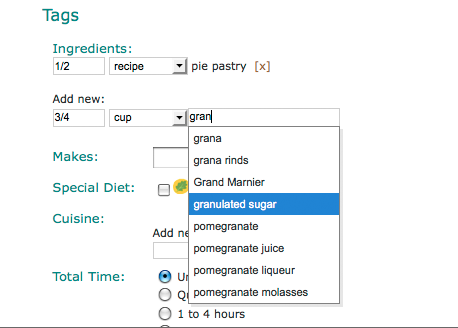 Tags
Ingredients:
1/2 recipe pie pastry [x]
Add new:
3/4 cup gran
grana
grana rinds
Grand Marnier
granulated sugar
pomegranate
pomegranate juice
pomegranate liqueur
pomegranate molasses
Makes:
Special Diet:
Cuisine:
Add ne
Total Time:
1 to 4 hours